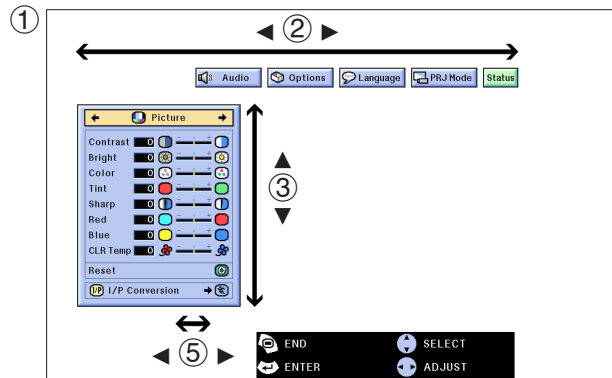 ①
◄ ② ►
Audio Options Language PRJ Mode Status
Picture
Contrast 0
Bright 0
Color 0
Tint 0
Sharp 0
Red 0
Blue 0
CLR Temp 0
Reset
I/P I/P Conversion
▲
③
▼
◄ ⑤ ►
END SELECT
ENTER ADJUST